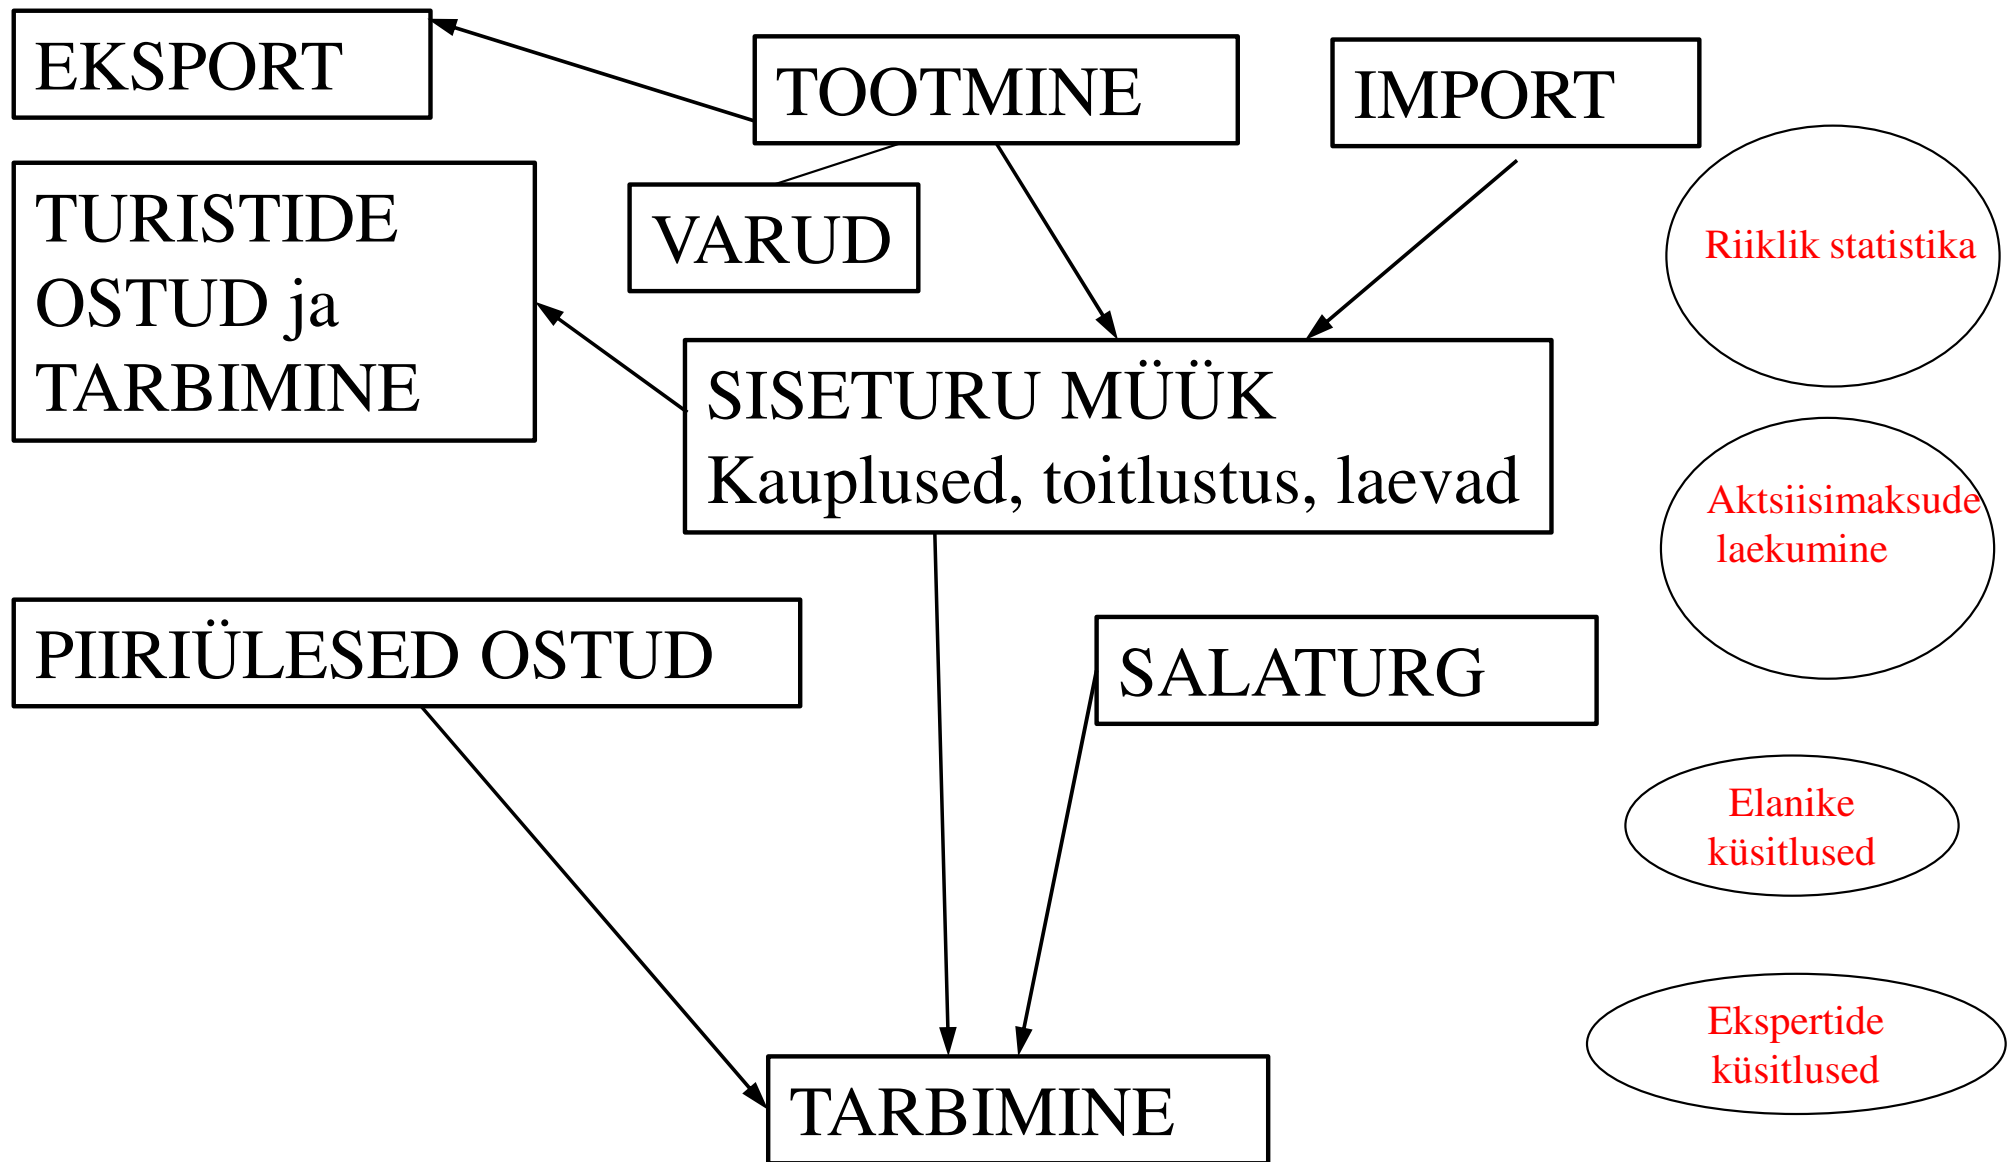 EKSPORT
TOOTMINE
IMPORT
TURISTIDE
OSTUD ja
TARBIMINE
VARUD
Riiklik statistika
SISETURU MÜÜK
Kauplused, toitlustus, laevad
Aktsiisimaksude
laekumine
PIIRIÜLESED OSTUD
SALATURG
Elanike
küsitlused
Ekspertide
küsitlused
TARBIMINE